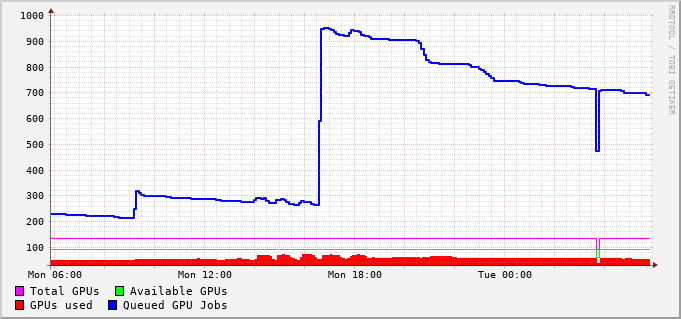 1000
900
800
700
600
500
400
300
200
100
Mon 06:00 Mon 12:00 Mon 18:00 Tue 00:00
Total GPUs Available GPUs
GPUs used Queued GPU Jobs
RRDTOOL / TOBI OETIKER